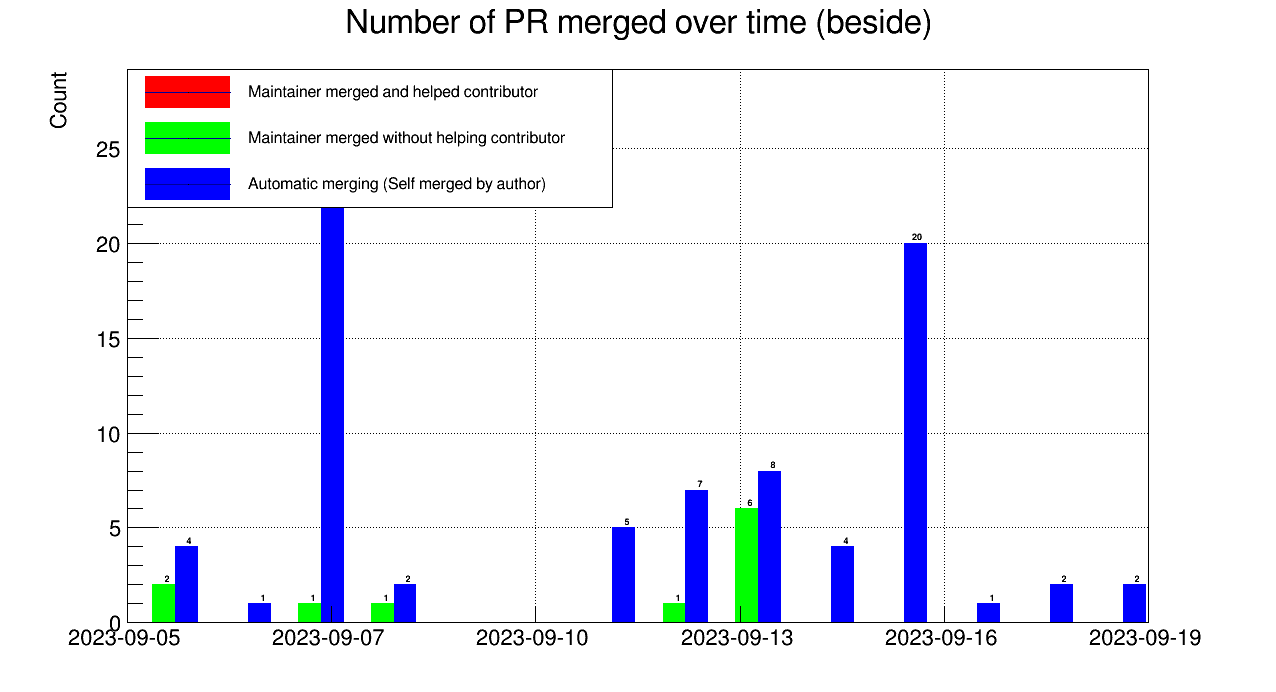 Number of PR merged over time (beside)
Count
Maintainer merged and helped contributor
Maintainer merged without helping contributor
Automatic merging (Self merged by author)
25
20
15
10
5
0
2 4 1 1 1 2 5 1 7 6 8 4 20 1 2 2
2023-09-05 2023-09-07 2023-09-10 2023-09-13 2023-09-16 2023-09-19